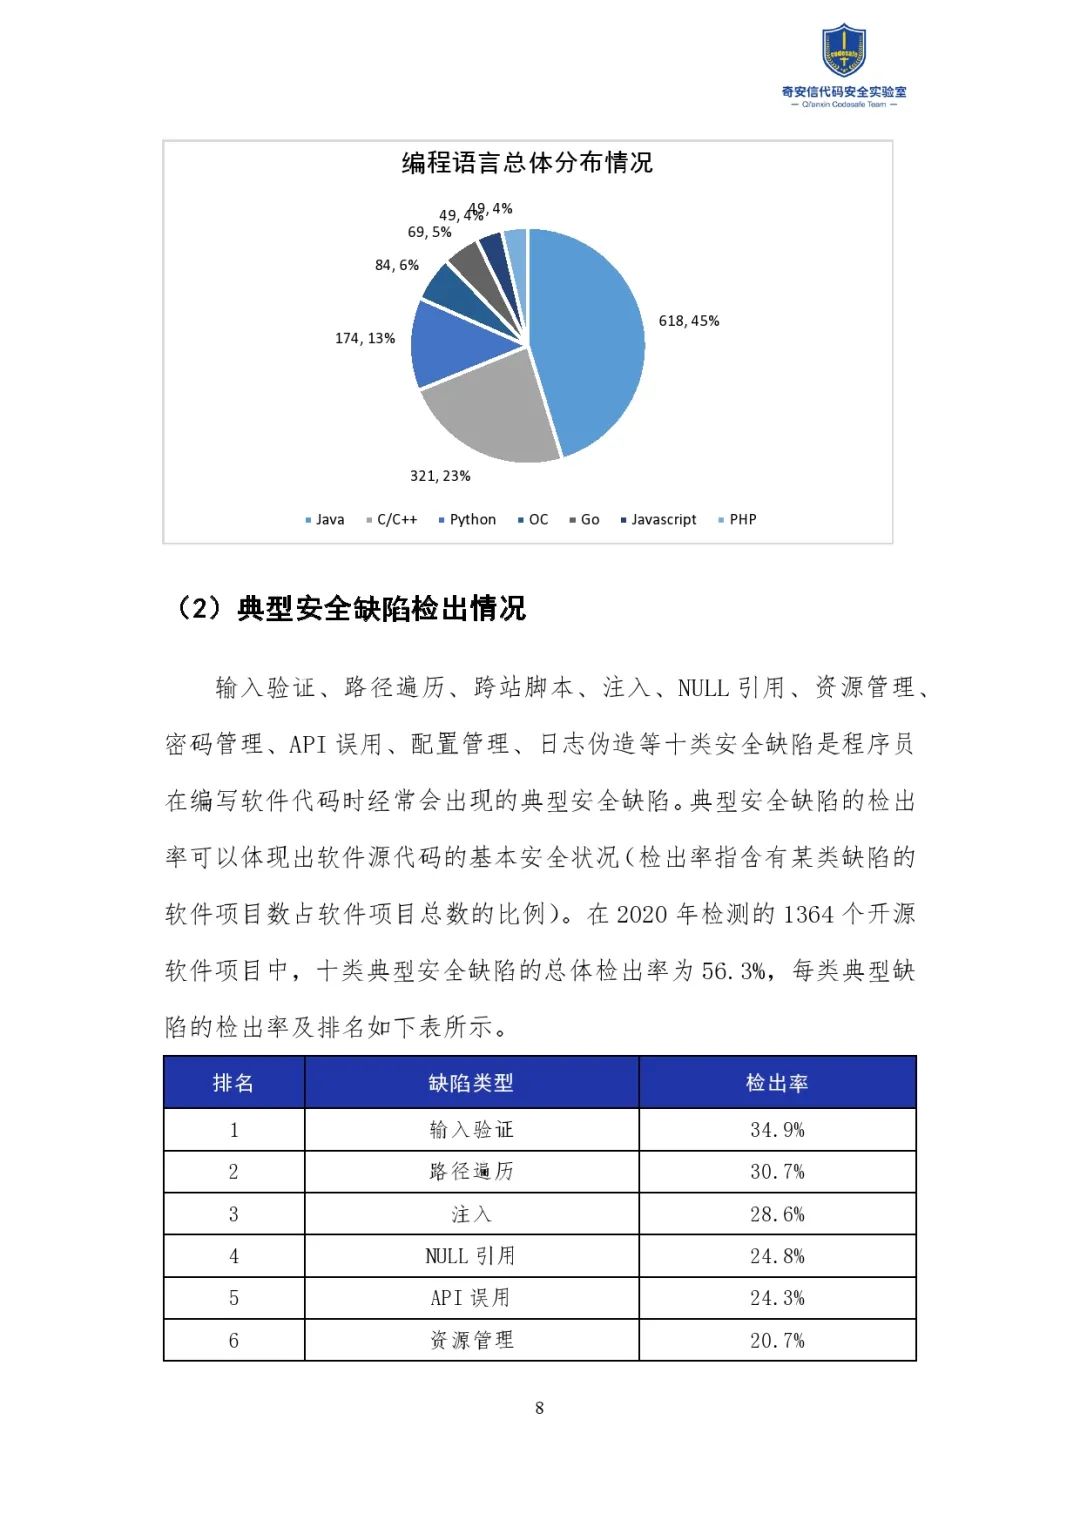 codesafe
奇安信代码安全实验室
— Qi'anxin Codesafe Team —
编程语言总体分布情况
49, 4%
49, 4%
69, 5%
84, 6%
618, 45%
174, 13%
321, 23%
Java C/C++ Python OC Go Javascript PHP
（2）典型安全缺陷检出情况
输入验证、路径遍历、跨站脚本、注入、NULL 引用、资源管理、
密码管理、API 误用、配置管理、日志伪造等十类安全缺陷是程序员
在编写软件代码时经常会出现的典型安全缺陷。典型安全缺陷的检出
率可以体现出软件源代码的基本安全状况（检出率指含有某类缺陷的
软件项目数占软件项目总数的比例）。在 2020 年检测的 1364 个开源
软件项目中，十类典型安全缺陷的总体检出率为 56.3%，每类典型缺
陷的检出率及排名如下表所示。
排名 缺陷类型 检出率
1 输入验证 34.9%
2 路径遍历 30.7%
3 注入 28.6%
4 NULL 引用 24.8%
5 API 误用 24.3%
6 资源管理 20.7%
8